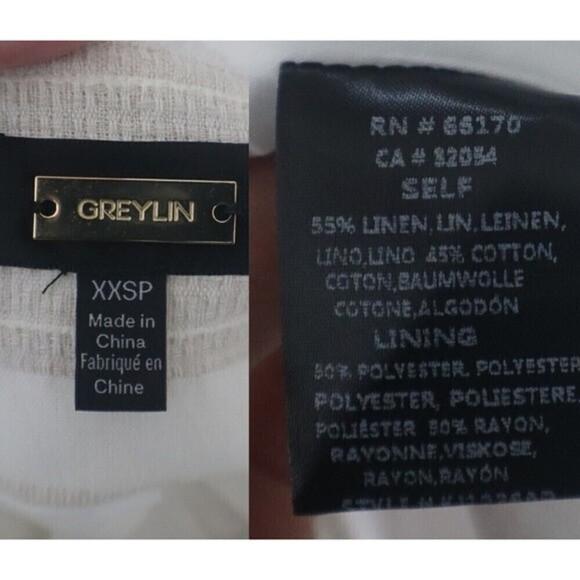 GREYLIN
XXSP
Made in
China
Fabriqué en
Chine
RN # 66170
CA # 32054
SELF
55% LINEN,LIN,LEINEN,
LINO,LINO 45% COTTON,
COTON,BAUMWOLLE
COTONE,ALGODÓN
LINING
50% POLYESTER, POLYESTER
POLYESTER, POLIESTERE,
POLIÉSTER 50% RAYON,
RAYONNE,VISKOSE,
RAYON,RAYÓN